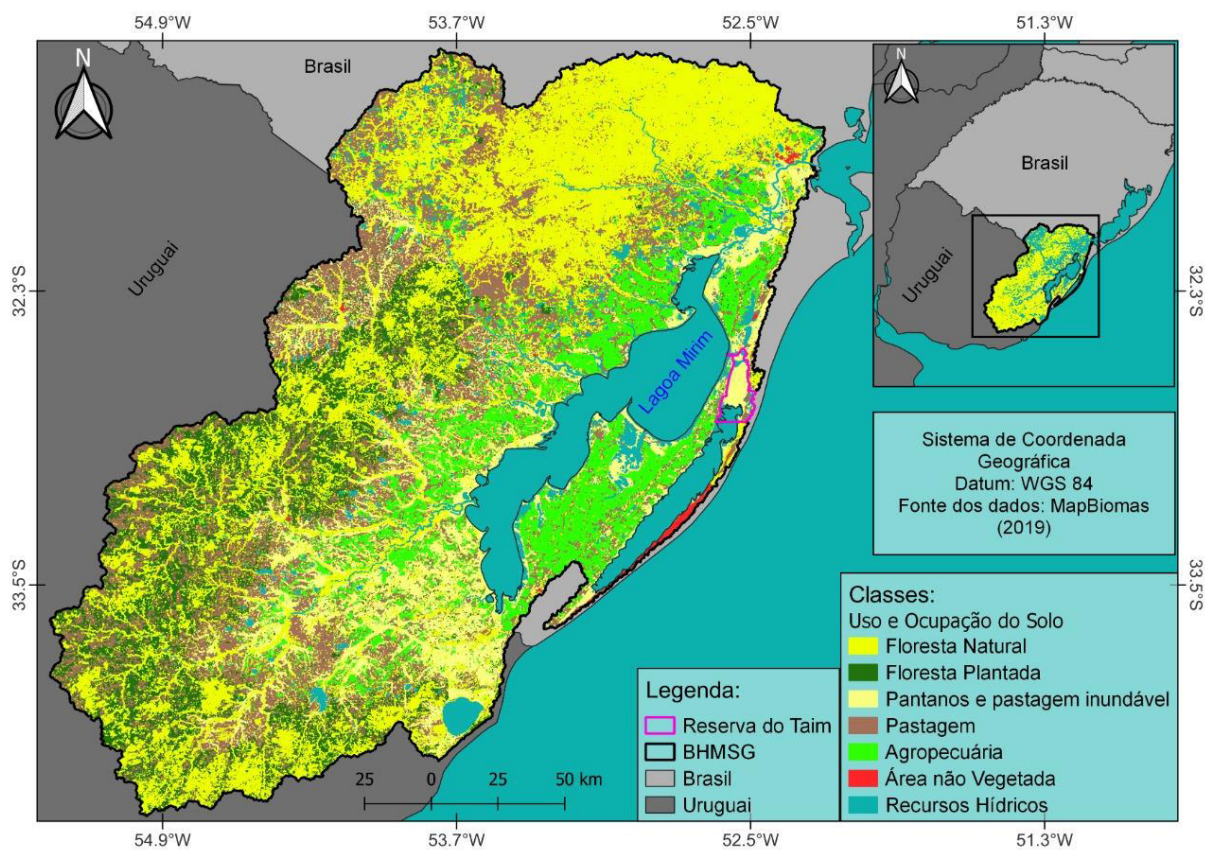 54.9°W
53.7°W
52.5°W
51.3°W
N
Brasil
N
Brasil
Uruguai
Uruguai
32.3°S
32.3°S
Lagoa Mirim
Sistema de Coordenada
Geográfica
Datum: WGS 84
Fonte dos dados: MapBiomas
(2019)
33.5°S
33.5°S
Legenda:
Reserva do Taim
BHMSG
Brasil
Uruguai
Classes:
Uso e Ocupação do Solo
Floresta Natural
Floresta Plantada
Pantanos e pastagem inundável
Pastagem
Agropecuária
Área não Vegetada
Recursos Hídricos
25 0 25 50 km
54.9°W
53.7°W
52.5°W
51.3°W